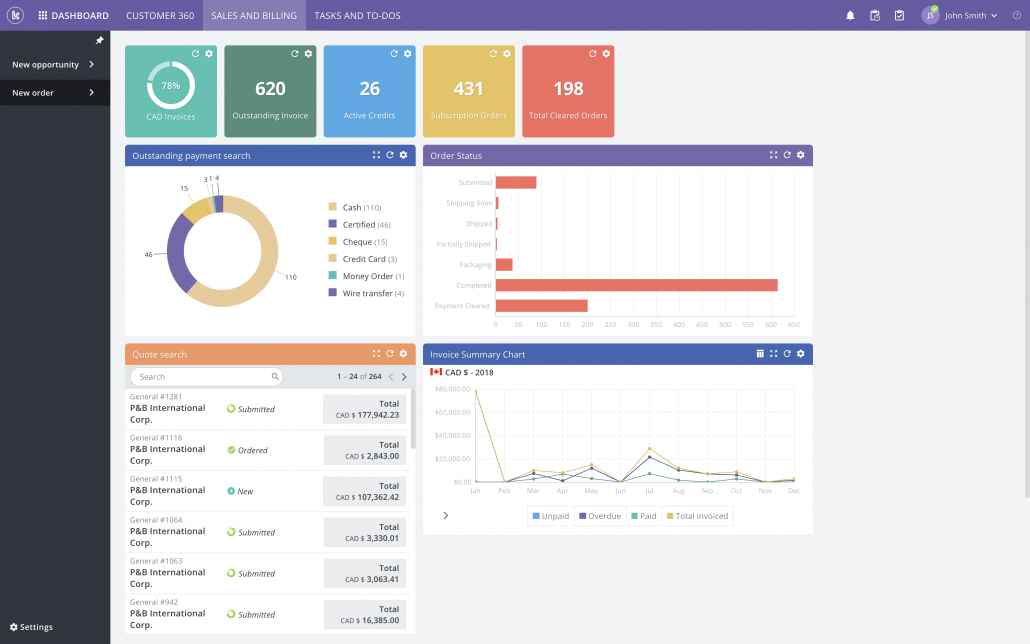 DASHBOARD
CUSTOMER 360
SALES AND BILLING
TASKS AND TO-DOS
JS
John Smith
New opportunity
New order
78%
CAD invoices
620
Outstanding Invoice
26
Active Credits
431
Subscription Orders
198
Total Cleared Orders
Outstanding payment search
15
3 1 4
46
110
Cash (110)
Certified (46)
Cheque (15)
Credit Card (3)
Money Order (1)
Wire transfer (4)
Order Status
Submitted
Shipping Soon
Shipped
Partially Shipped
Packaging
Completed
Payment Cleared
0 50 100 150 200 250 300 350 400 450 500 550 600 650
Quote search
Search
1 - 24 of 264
General #1281
P&B International
Corp.
Submitted
Total
CAD $ 177,942.23
General #1116
P&B International
Corp.
Ordered
Total
CAD $ 2,843.00
General #1115
P&B International
Corp.
New
Total
CAD $ 107,362.42
General #1064
P&B International
Corp.
Submitted
Total
CAD $ 3,330.01
General #1063
P&B International
Corp.
Submitted
Total
CAD $ 3,063.41
General #942
P&B International
Corp.
Submitted
Total
CAD $ 16,385.00
Invoice Summary Chart
CAD $ - 2018
$80,000.00
$60,000.00
$40,000.00
$20,000.00
$0.00
Jan Feb Mar Apr May Jun Jul Aug Sep Oct Nov Dec
Unpaid
Overdue
Paid
Total invoiced
Settings